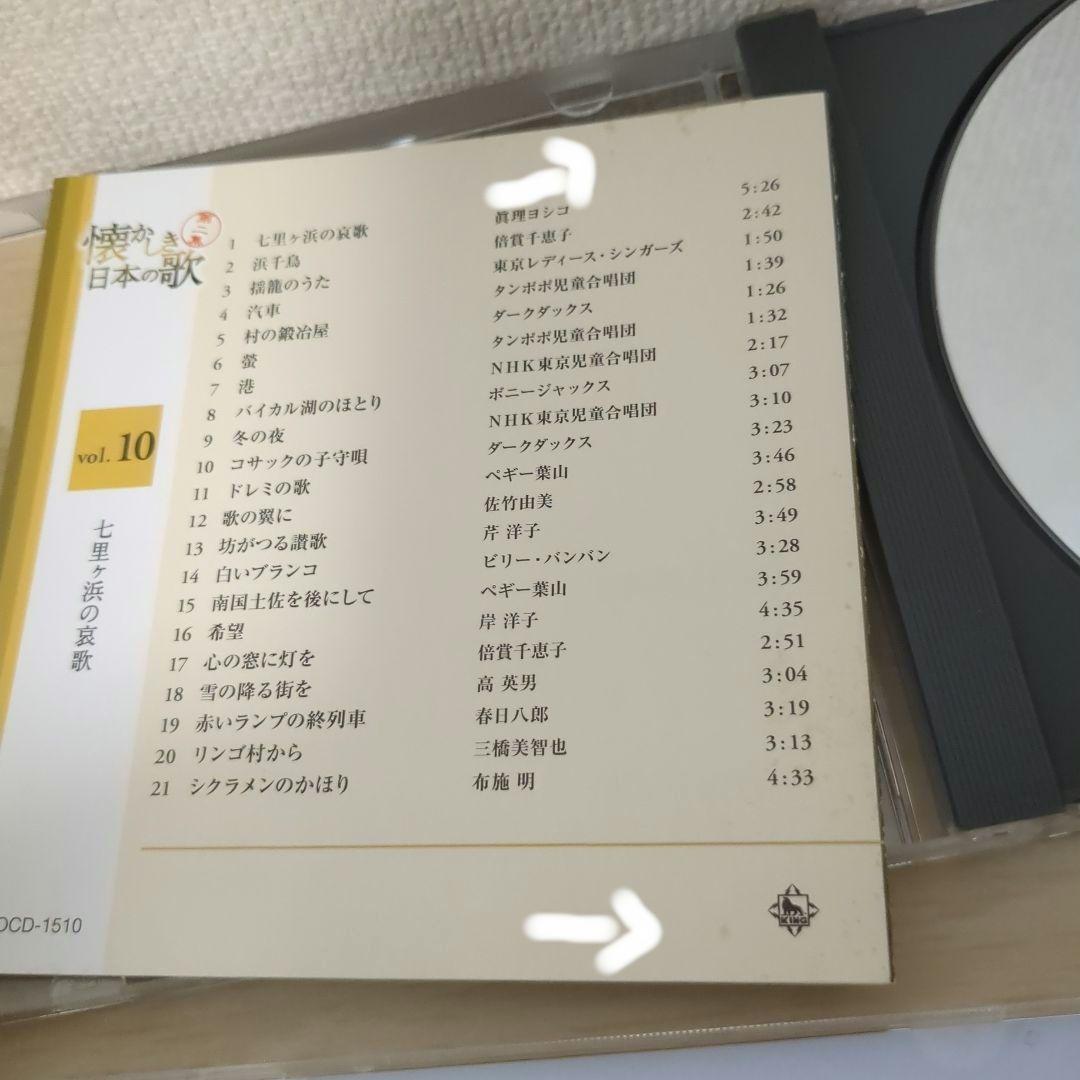 懐かしき
日本の歌
第二集
vol. 10
七里ヶ浜の哀歌
1 七里ヶ浜の哀歌 眞理ヨシコ 5:26
2 浜千鳥 倍賞千恵子 2:42
3 揺籠のうた 東京レディース・シンガーズ 1:50
4 汽車 タンポポ児童合唱団 1:39
5 村の鍛冶屋 ダークダックス 1:26
6 螢 タンポポ児童合唱団 1:32
7 港 NHK東京児童合唱団 2:17
8 バイカル湖のほとり ボニージャックス 3:07
9 冬の夜 NHK東京児童合唱団 3:10
10 コサックの子守唄 ダークダックス 3:23
11 ドレミの歌 ペギー葉山 3:46
12 歌の翼に 佐竹由美 2:58
13 坊がつる讃歌 芹 洋子 3:49
14 白いブランコ ビリー・バンバン 3:28
15 南国土佐を後にして ペギー葉山 3:59
16 希望 岸 洋子 4:35
17 心の窓に灯を 倍賞千恵子 2:51
18 雪の降る街を 高 英男 3:04
19 赤いランプの終列車 春日八郎 3:19
20 リンゴ村から 三橋美智也 3:13
21 シクラメンのかほり 布施 明 4:33
OCD-1510
KING